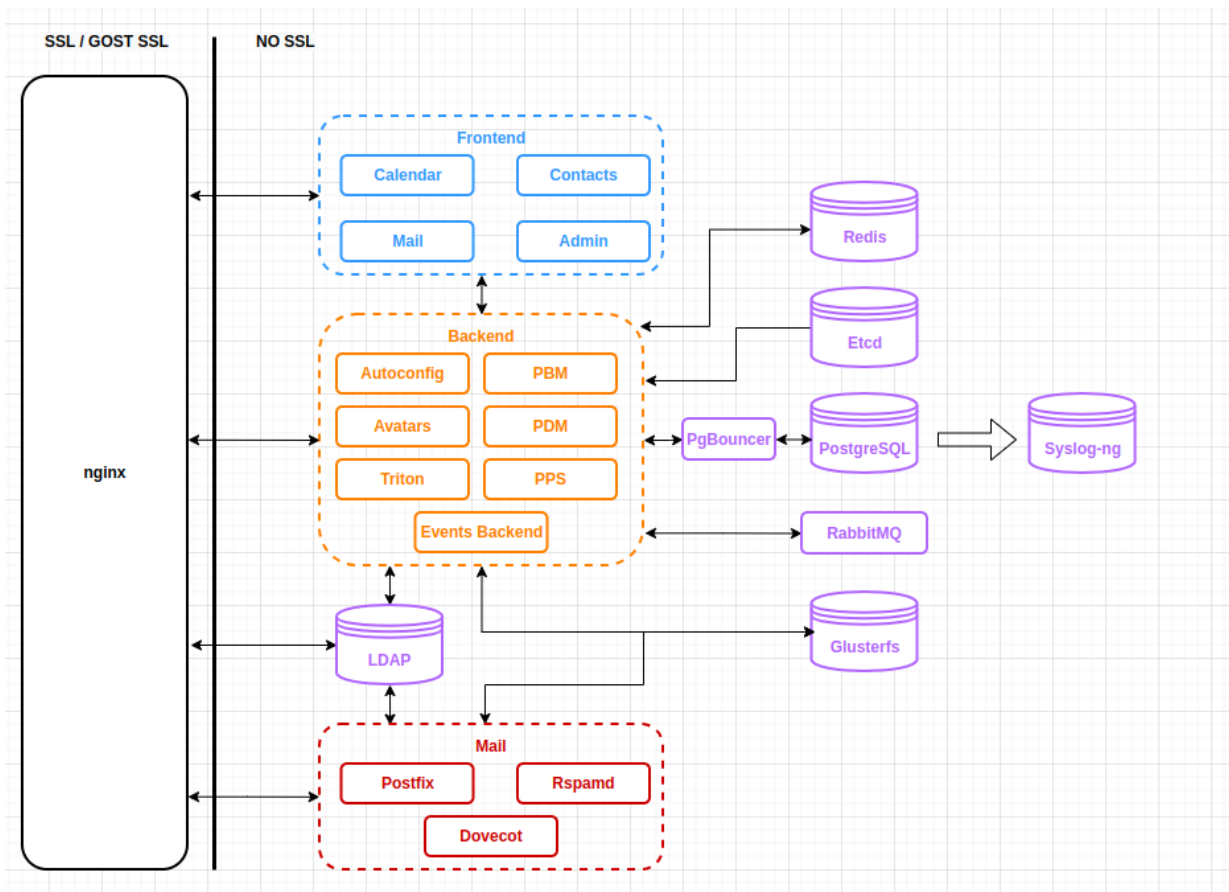 SSL / GOST SSL
NO SSL
nginx
Frontend
Calendar
Contacts
Mail
Admin
Backend
Autoconfig
PBM
Avatars
PDM
Triton
PPS
Events Backend
Redis
Etcd
PgBouncer
PostgreSQL
Syslog-ng
RabbitMQ
Glusterfs
LDAP
Mail
Postfix
Rspamd
Dovecot